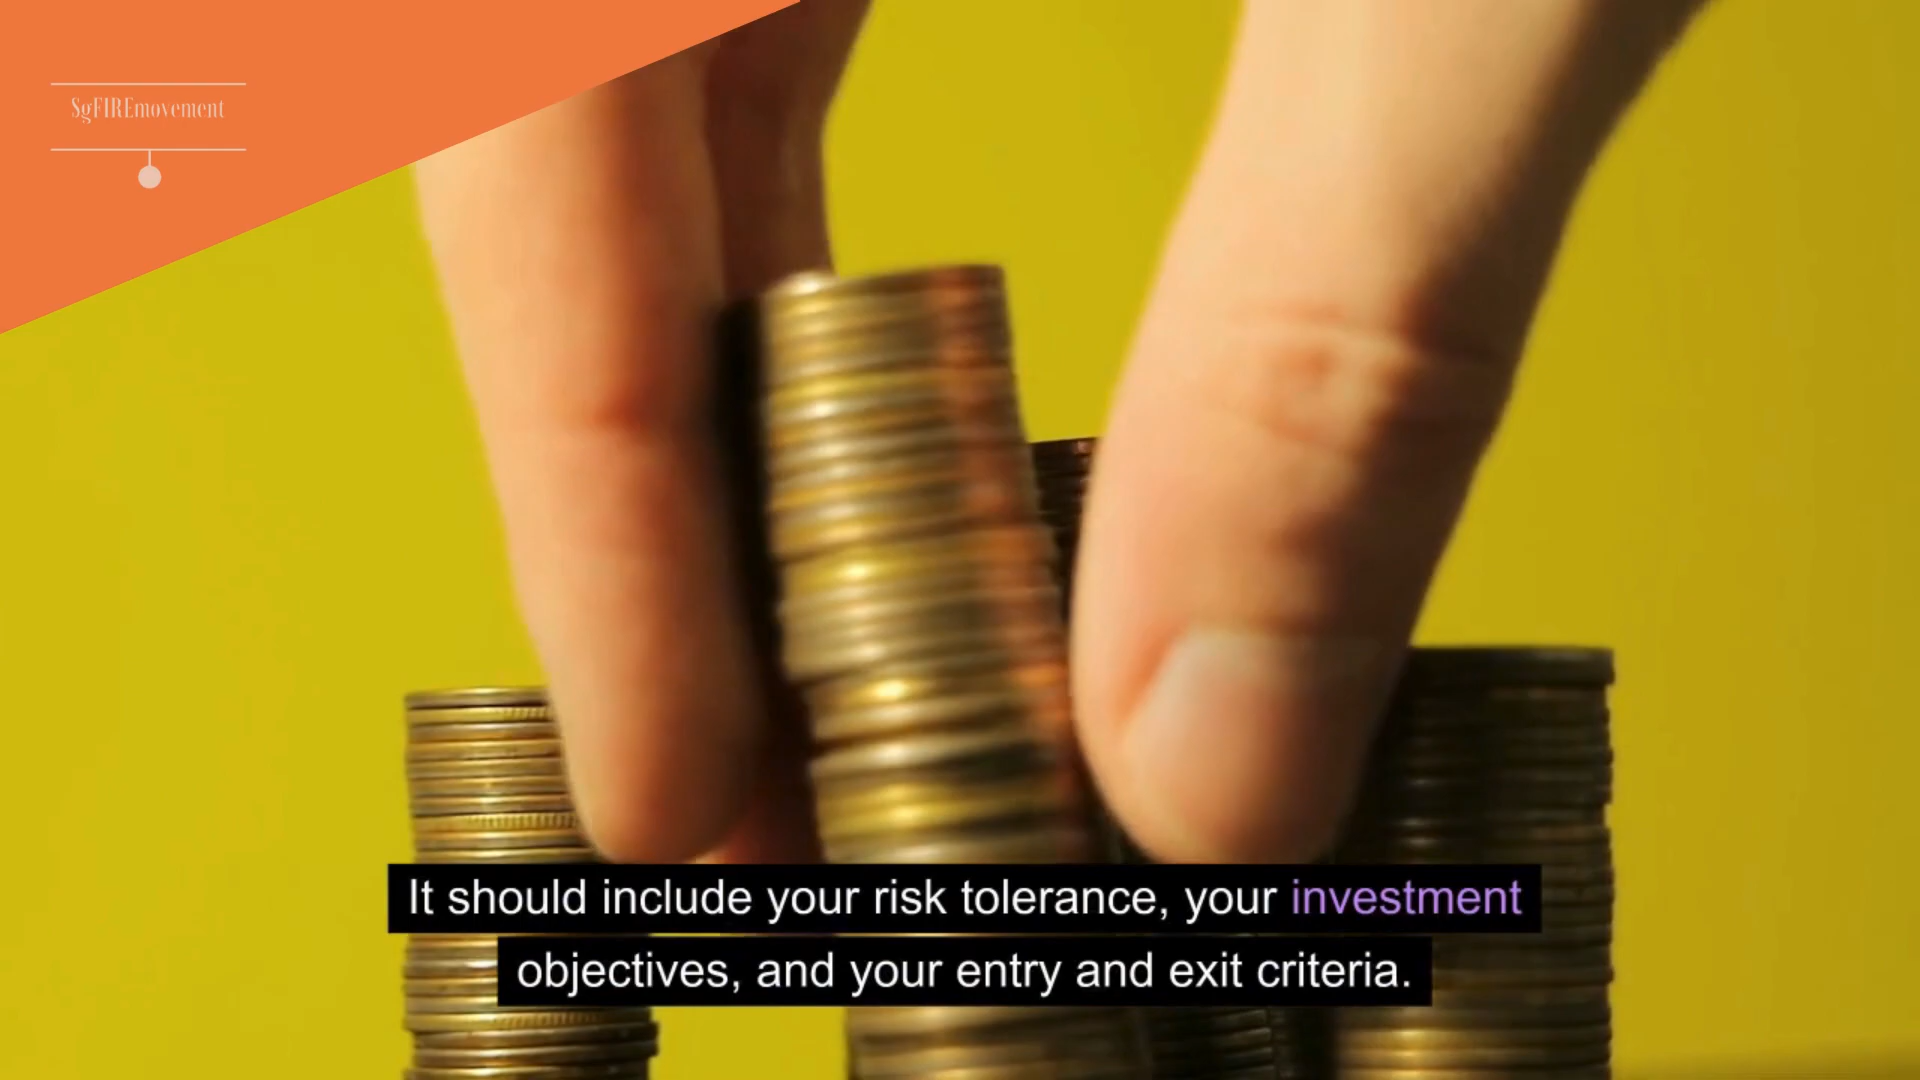 SgFIREmovement
It should include your risk tolerance, your investment
objectives, and your entry and exit criteria.